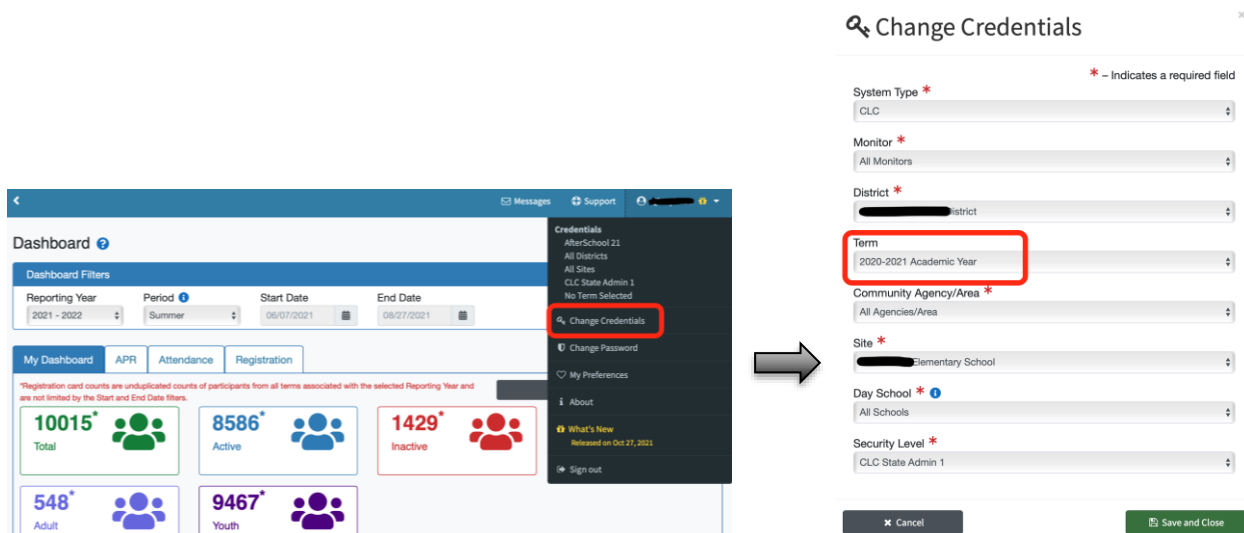 Messages
Support
Dashboard
Dashboard Filters
Reporting Year Period Start Date End Date
2021 - 2022 Summer 06/07/2021 08/27/2021
My Dashboard APR Attendance Registration
*Registration card counts are unduplicated counts of participants from all terms associated with the selected Reporting Year and
are not limited by the Start and End Date filters.
10015* 8586* 1429*
Total Active Inactive
548* 9467*
Adult Youth
Credentials
AfterSchool 21
All Districts
All Sites
CLC State Admin 1
No Term Selected
Change Credentials
Change Password
My Preferences
About
What's New
Released on Oct 27, 2021
Sign out
Change Credentials
* – Indicates a required field
System Type *
CLC
Monitor *
All Monitors
District *
istrict
Term
2020-2021 Academic Year
Community Agency/Area *
All Agencies/Area
Site *
Elementary School
Day School *
All Schools
Security Level *
CLC State Admin 1
Cancel Save and Close